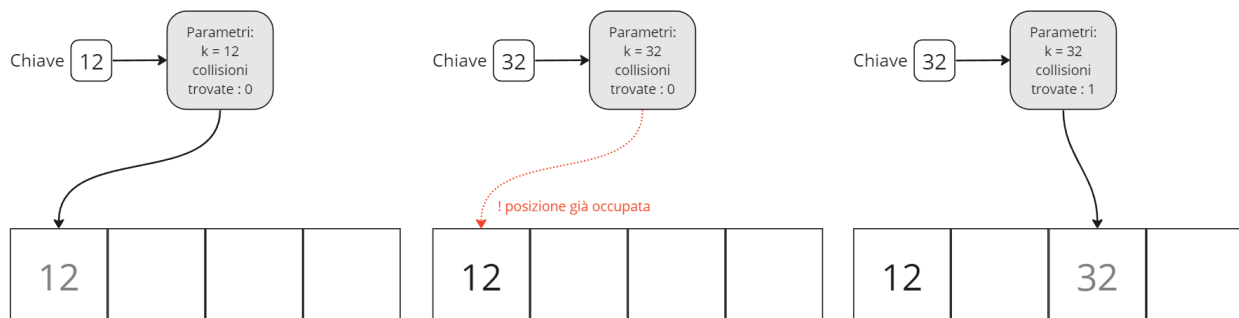 Chiave 12
Parametri:
k = 12
collisioni
trovate : 0
12
Chiave 32
Parametri:
k = 32
collisioni
trovate : 0
! posizione già occupata
12
Chiave 32
Parametri:
k = 32
collisioni
trovate : 1
12 32